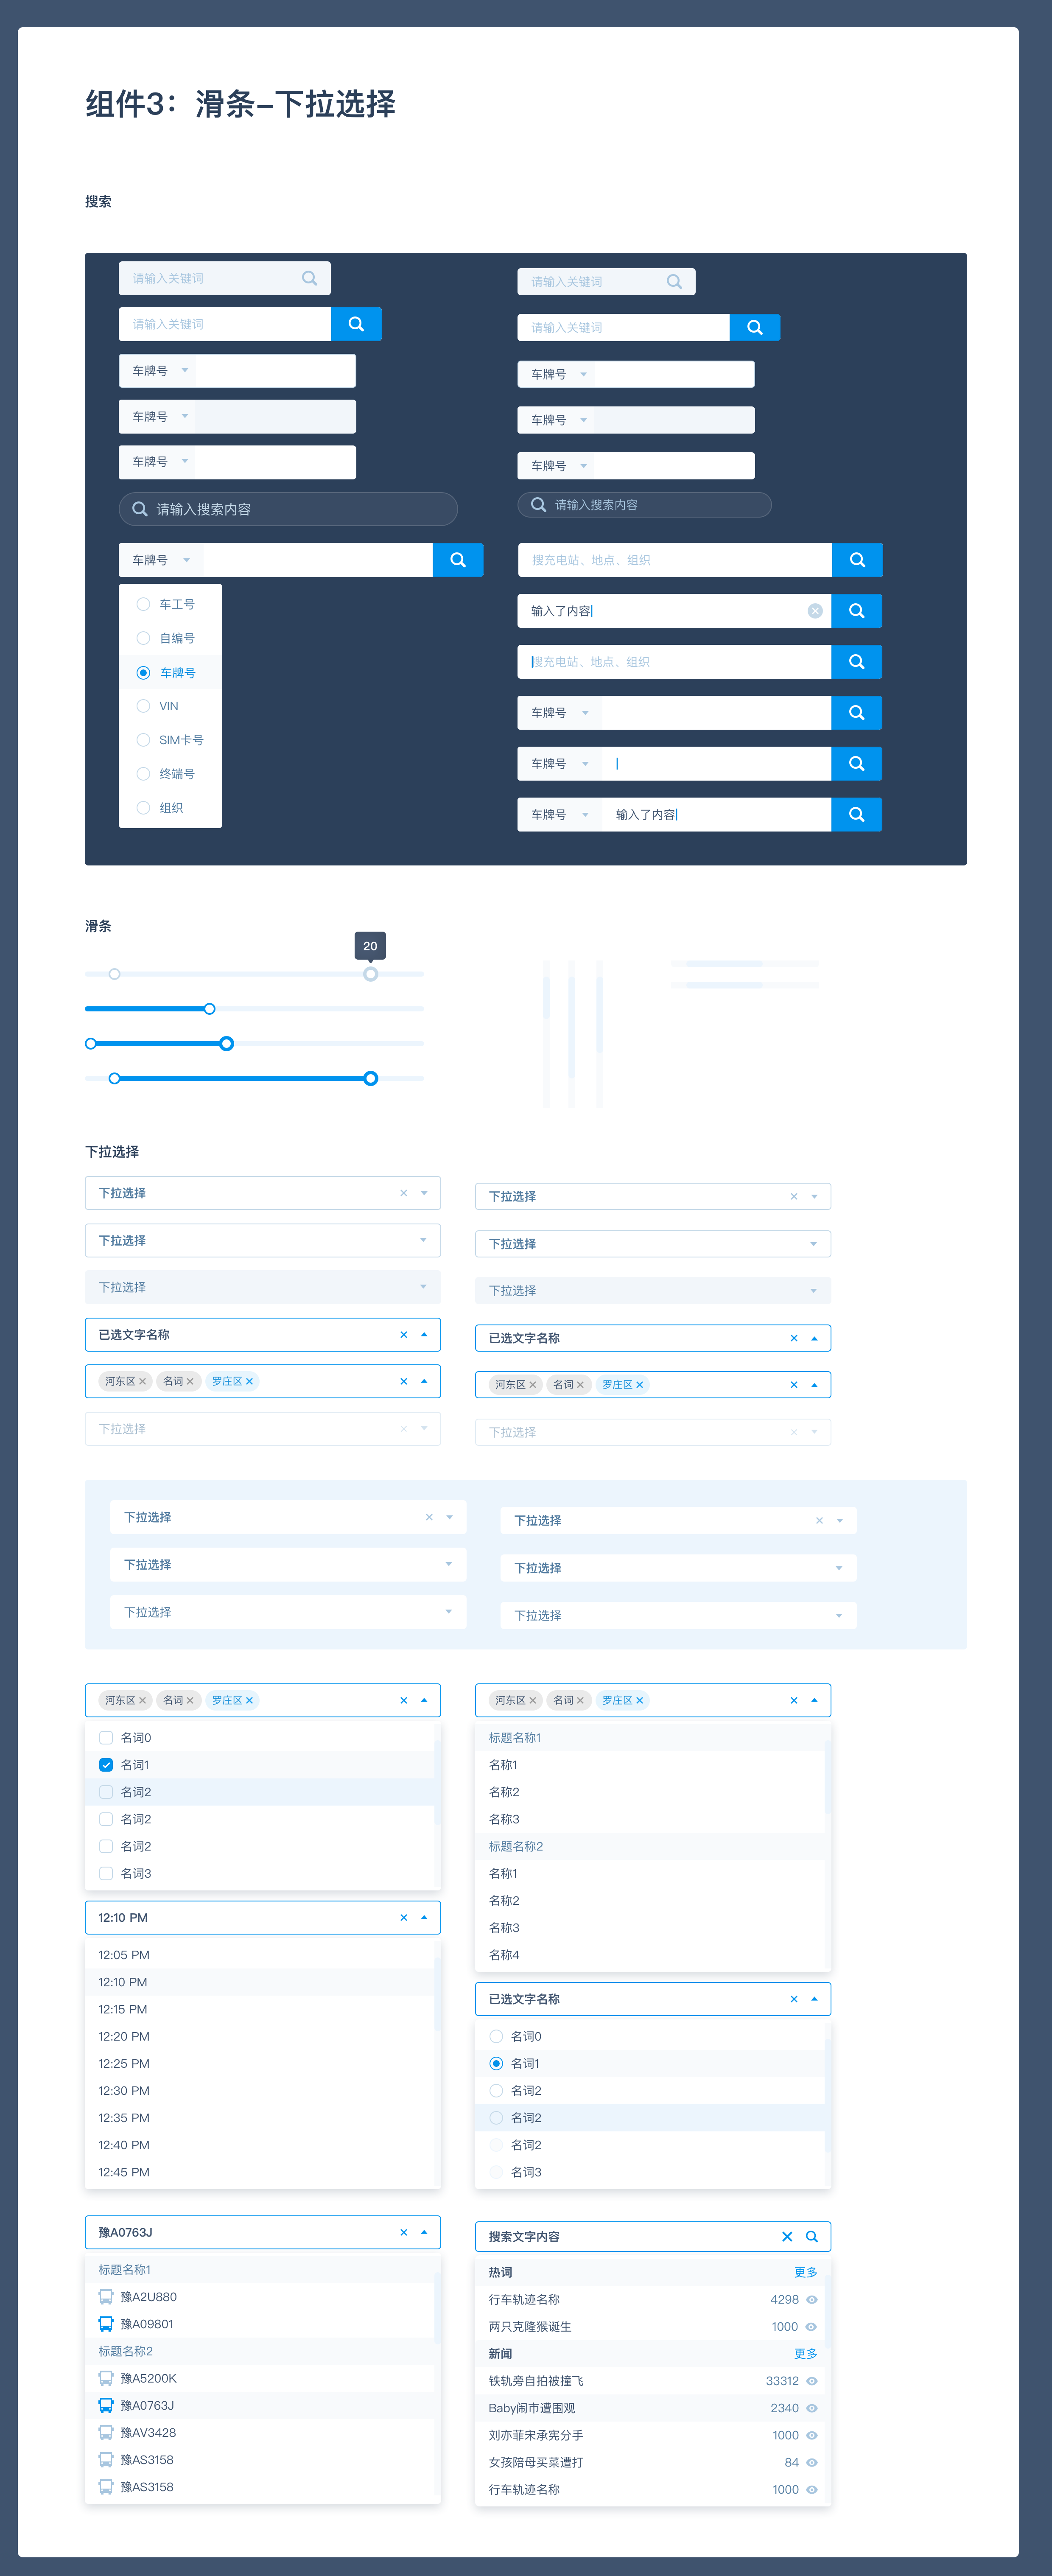 组件3：滑条–下拉选择
搜索
请输入关键词
请输入关键词
请输入关键词
请输入关键词
车牌号
车牌号
车牌号
车牌号
车牌号
车牌号
请输入搜索内容
请输入搜索内容
车牌号
搜充电站、地点、组织
车工号
自编号
车牌号
VIN
SIM卡号
终端号
组织
输入了内容
搜充电站、地点、组织
车牌号
车牌号
车牌号 输入了内容
滑条
20
下拉选择
下拉选择
下拉选择
下拉选择
下拉选择
下拉选择
下拉选择
已选文字名称
已选文字名称
河东区 名词 罗庄区
河东区 名词 罗庄区
下拉选择
下拉选择
下拉选择
下拉选择
下拉选择
下拉选择
下拉选择
下拉选择
河东区 名词 罗庄区
名词0
名词1
名词2
名词2
名词2
名词3
河东区 名词 罗庄区
标题名称1
名称1
名称2
名称3
标题名称2
名称1
名称2
名称3
名称4
12:10 PM
12:05 PM
12:10 PM
12:15 PM
12:20 PM
12:25 PM
12:30 PM
12:35 PM
12:40 PM
12:45 PM
已选文字名称
名词0
名词1
名词2
名词2
名词2
名词3
豫A0763J
标题名称1
豫A2U880
豫A09801
标题名称2
豫A5200K
豫A0763J
豫AV3428
豫AS3158
豫AS3158
搜索文字内容
热词 更多
行车轨迹名称 4298
两只克隆猴诞生 1000
新闻 更多
铁轨旁自拍被撞飞 33312
Baby闹市遭围观 2340
刘亦菲宋承宪分手 1000
女孩陪母买菜遭打 84
行车轨迹名称 1000